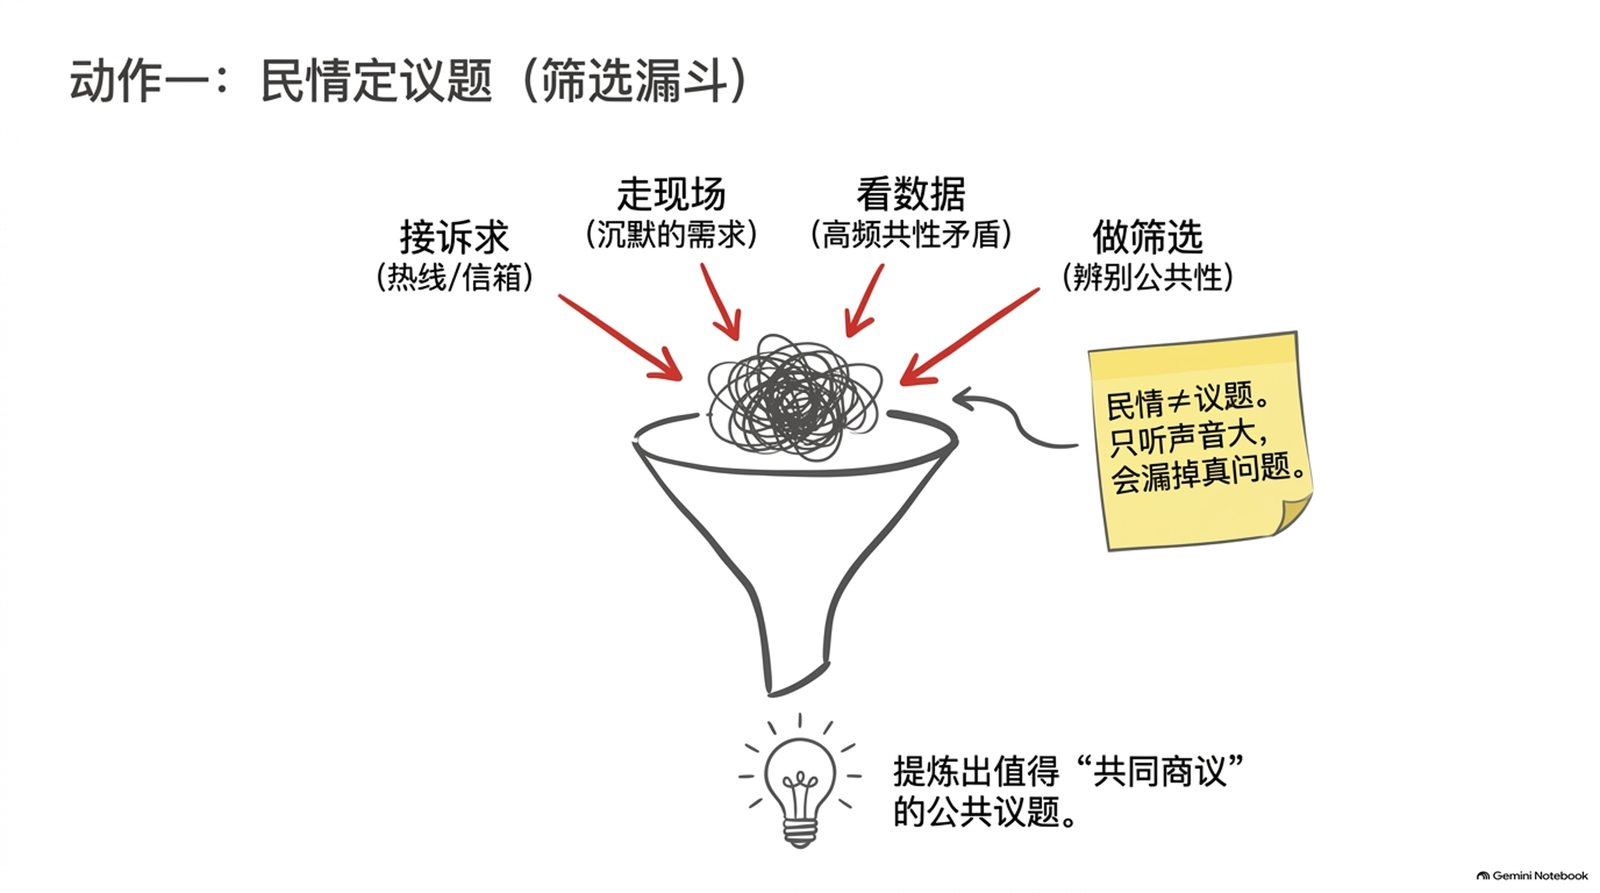 动作一：民情定议题（筛选漏斗）
接诉求
（热线/信箱）
走现场
（沉默的需求）
看数据
（高频共性矛盾）
做筛选
（辨别公共性）
民情≠议题。
只听声音大，
会漏掉真问题。
提炼出值得“共同商议”
的公共议题。
Gemini Notebook